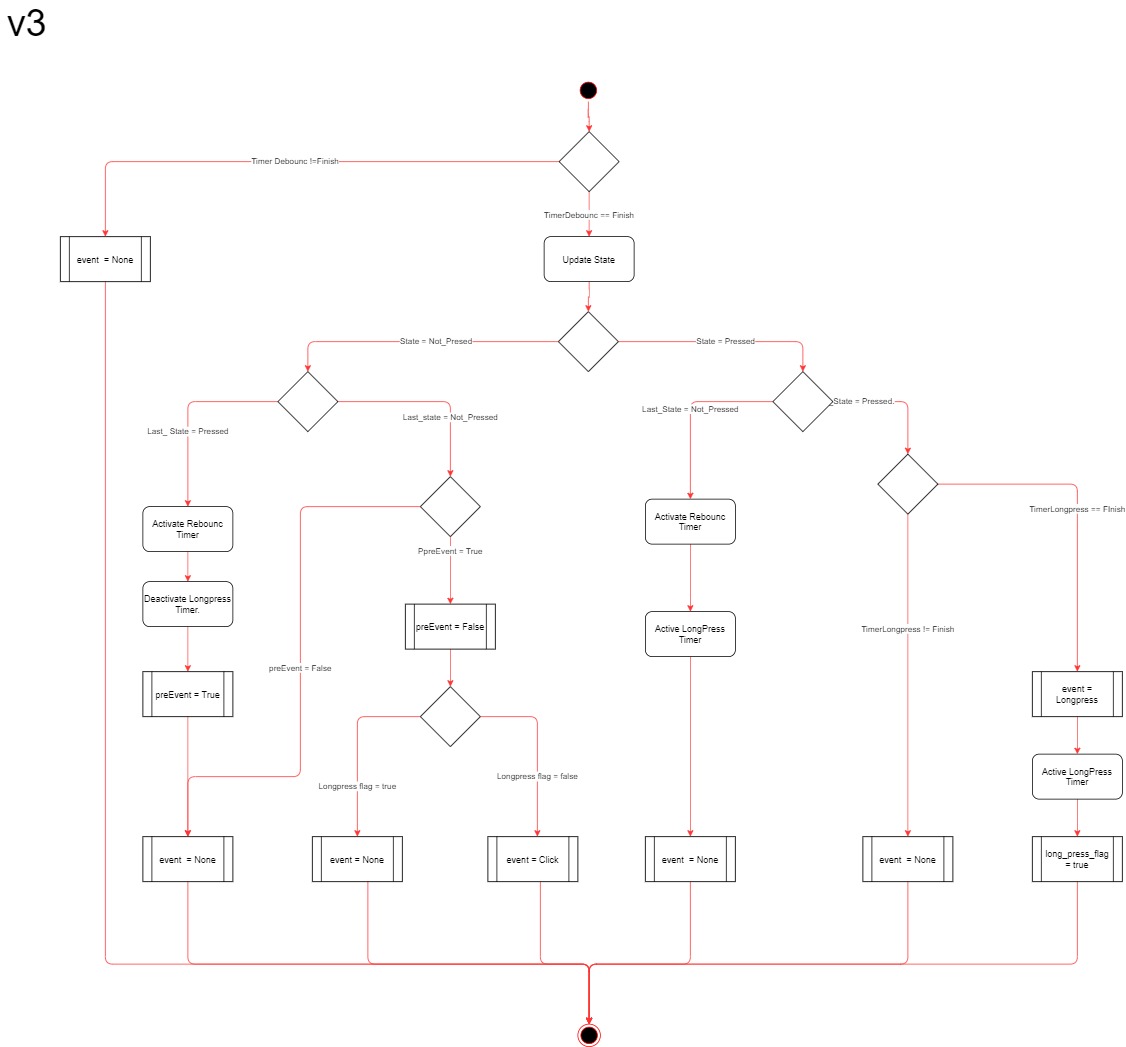 v3
Timer Debounc !=Finish
TimerDebounc == Finish
event = None
Update State
State = Not_Presed
State = Pressed
Last_ State = Pressed
Last_state = Not_Pressed
Last_State = Not_Pressed
_State = Pressed.
Activate Rebounc
Timer
Deactivate Longpress
Timer.
preEvent = True
PpreEvent = True
preEvent = False
preEvent = False
Longpress flag = true
Longpress flag = false
Activate Rebounc
Timer
Active LongPress
Timer
TimerLongpress != Finish
TimerLongpress == FInish
event =
Longpress
Active LongPress
Timer
event = None
event = None
event = Click
event = None
event = None
long_press_flag
= true